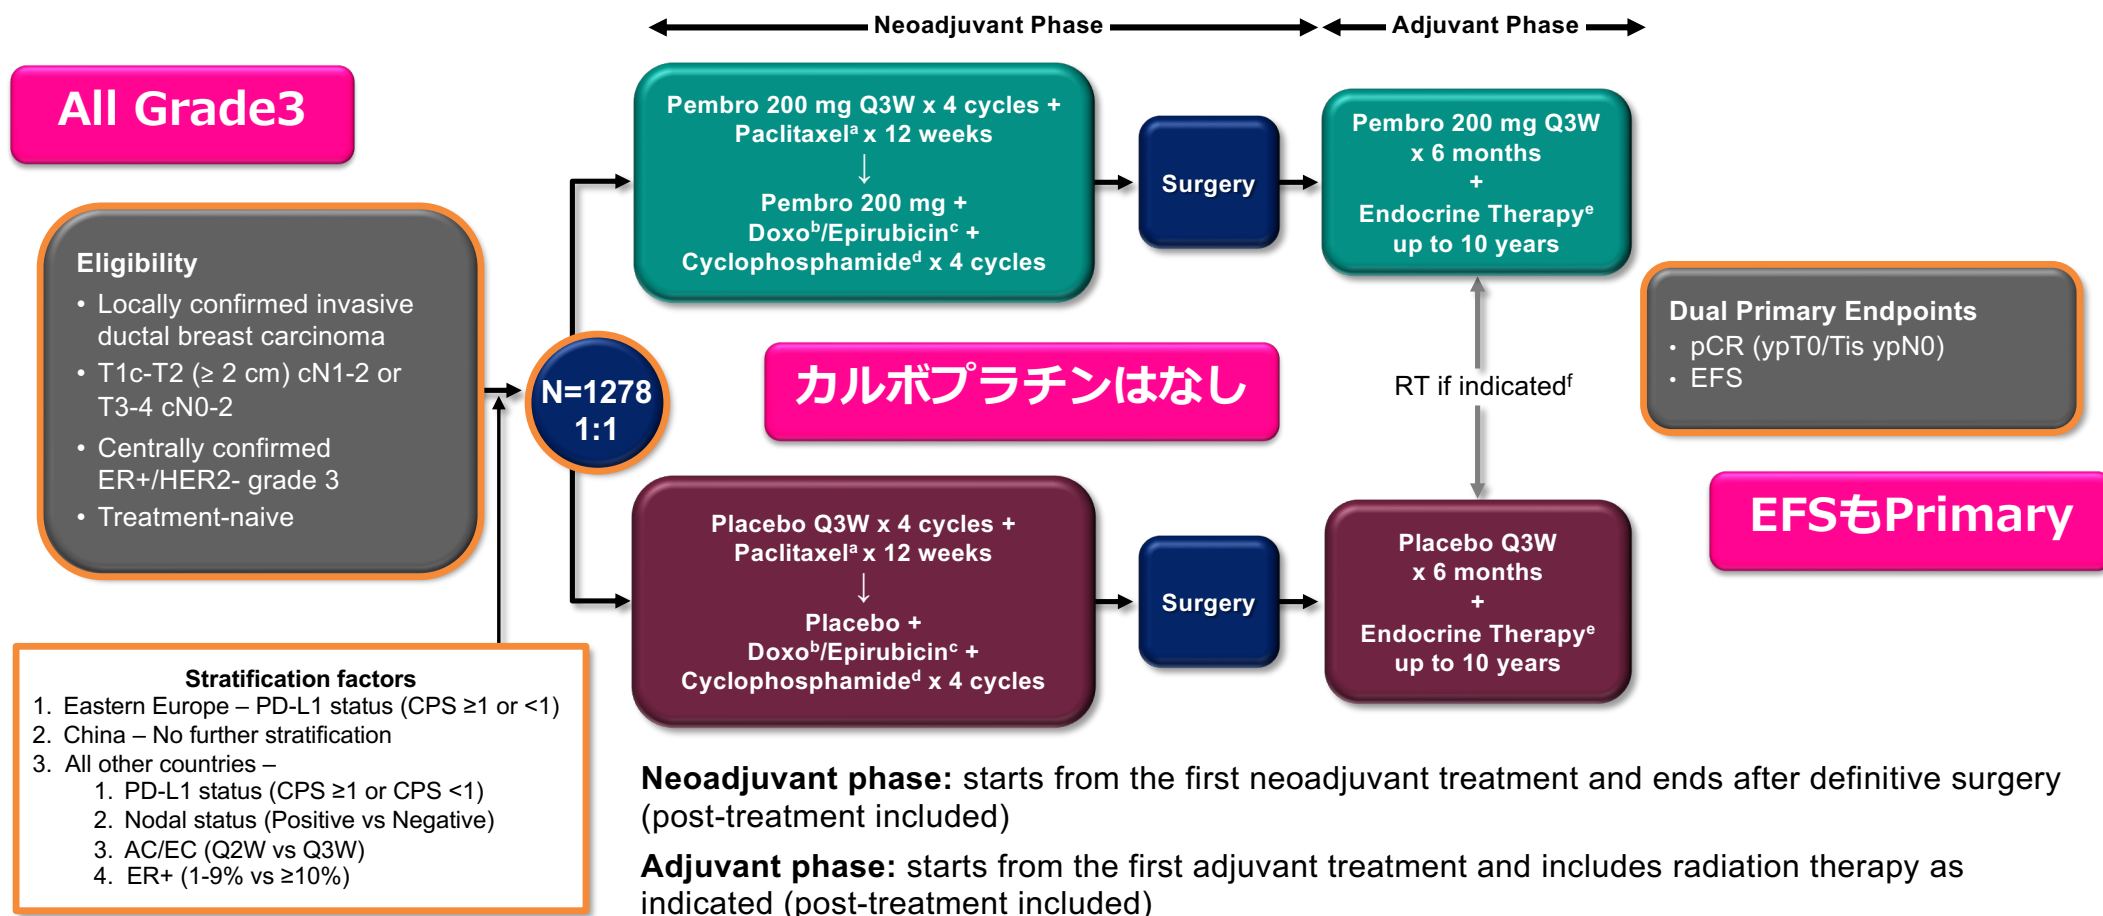 Neoadjuvant Phase
Adjuvant Phase
All Grade3
Eligibility
• Locally confirmed invasive
ductal breast carcinoma
• T1c-T2 (≥ 2 cm) cN1-2 or
T3-4 cN0-2
• Centrally confirmed
ER+/HER2- grade 3
• Treatment-naive
Stratification factors
1. Eastern Europe – PD-L1 status (CPS ≥1 or <1)
2. China – No further stratification
3. All other countries –
1. PD-L1 status (CPS ≥1 or CPS <1)
2. Nodal status (Positive vs Negative)
3. AC/EC (Q2W vs Q3W)
4. ER+ (1-9% vs ≥10%)
N=1278
1:1
Pembro 200 mg Q3W x 4 cycles +
Paclitaxelᵃ x 12 weeks
↓
Pembro 200 mg +
Doxoᵇ/Epirubicinᶜ +
Cyclophosphamideᵈ x 4 cycles
Surgery
Pembro 200 mg Q3W
x 6 months
+
Endocrine Therapyᵉ
up to 10 years
カルボプラチンはなし
RT if indicatedᶠ
Placebo Q3W x 4 cycles +
Paclitaxelᵃ x 12 weeks
↓
Placebo +
Doxoᵇ/Epirubicinᶜ +
Cyclophosphamideᵈ x 4 cycles
Surgery
Placebo Q3W
x 6 months
+
Endocrine Therapyᵉ
up to 10 years
Dual Primary Endpoints
• pCR (ypT0/Tis ypN0)
• EFS
EFSもPrimary
Neoadjuvant phase: starts from the first neoadjuvant treatment and ends after definitive surgery
(post-treatment included)
Adjuvant phase: starts from the first adjuvant treatment and includes radiation therapy as
indicated (post-treatment included)